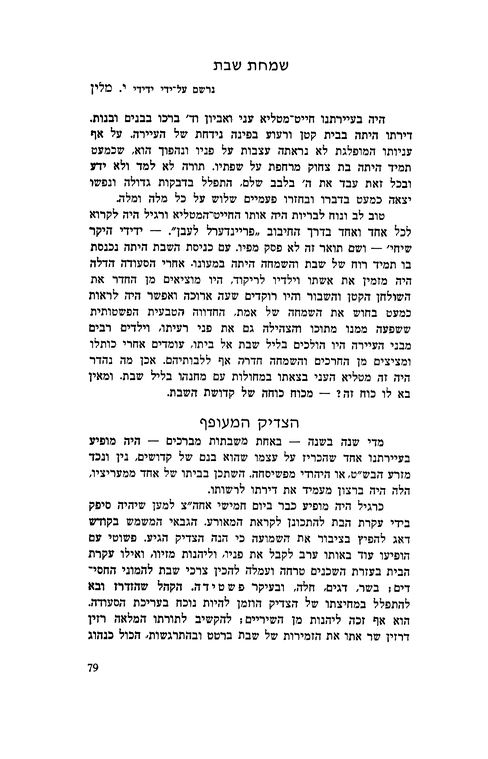 שמחת שבת
נרשם על־ידי ידידי י. מלין
היה בעיירתנו חייט־מטליא עני ואביון וד׳ ברכו בבנים ובנות.
דירתו היתה בבית קטן ורעוע בפינה נידחת של העיירה. על אף
עניותו המופלגת לא נראתה עצבות על פניו ונהפוך הוא, שכמעט
תמיד היתה בת צחוק מרחפת על שפתיו. תורה לא למד ולא ידע
ובכל זאת עבד את ה׳ בלבב שלם, התפלל בדבקות גדולה ונפשו
יצאה כמעט בדברו ובחזרו פעמיים שלוש על כל מלה ומלה.
טוב לב ונוח לבריות היה אותו החייט־המטליא ורגיל היה לקרוא
לכל אחד ואחד בדרך החיבוב „פריינדערל לעבן”. — ידידי היקר
שיחי׳ — ושם תואר זה לא פסק מפיו. עם כניסת השבת היתה נכנסת
בו תמיד רוח של שבת והשמחה היתה במעונו. אחרי הסעודה הדלה
היה מזמין את אשתו וילדיו לריקוד, היו מוציאים מן החדר את
השולחן הקטן והשבור והיו רוקדים שעה ארוכה ואפשר היה לראות
כמעט בחוש את השמחה של אמת, החדווה הטבעית הפשטותית
ששפעה ממנו מתוכו והצהילה גם את פני רעיתו, וילדים רבים
מבני העיירה היו הולכים בליל שבת אל ביתו, עומדים אחרי כותלו
ומציצים מן החרכים והשמחה חדרה אף ללבותיהם. אכן מה נהדר
היה זה מטליא העני בצאתו במחולות עם מחנהו בליל שבת. ומאין
בא לו כוח זה? — מכוח כוחה של קדושת השבת.
הצדיק המעופף
מדי שנה בשנה — באחת משבתות מברכים — היה מופיע
בעיירתנו אחד שהכריז על עצמו שהוא בנם של קדושים, נין ונכד
מזרע הבש״ט, או היהודי מפשיסחה. השתכן בביתו של אחד ממעריציו,
הלה היה ברצון מעמיד את דירתו לרשותו.
כרגיל היה מופיע כבר ביום חמישי אחה״צ למען שיהיה סיפק
בידי עקרת הבת להתכונן לקראת המאורע. הגבאי המשמש בקודש
דאג להפיץ בציבור את השמועה כי הנה הצדיק הגיע. פשוטי עם
הופיעו עוד באותו ערב לקבל את פניו, וליהנות מזיוו, ואילו עקרת
הבית בעזרת השכנים טרחה ועמלה להכין צרכי שבת להמוני החסי־
דים; בשר, דגים, חלה, ובעיקר פ ש ט י ד ה. הקהל שהזדרז ובא
להתפלל במחיצתו של הצדיק הוזמן להיות נוכח בעריכת הסעודה.
הוא אף זכה ליהנות מן השיריים; להקשיב לתורתו המלאה רזין
דרזין שר אתו את הזמירות של שבת ברטט ובהתרגשות, הכול כנהוג
79